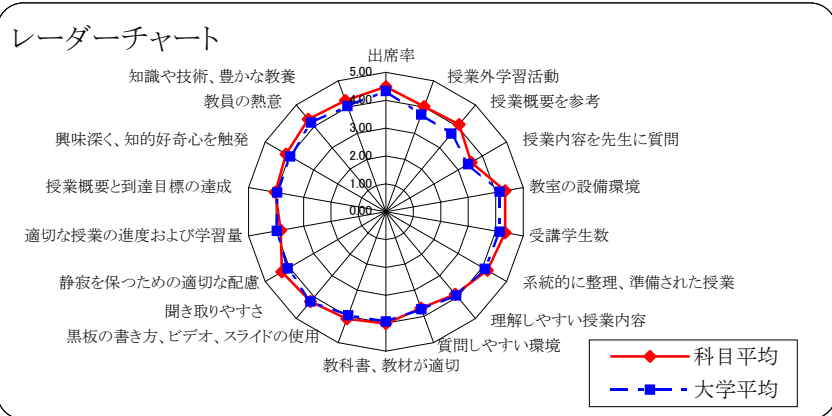 レーダーチャート
出席率
授業外学習活動
授業概要を参考
授業内容を先生に質問
教室の設備環境
受講学生数
系統的に整理、準備された授業
理解しやすい授業内容
質問しやすい環境
教科書、教材が適切
黒板の書き方、ビデオ、スライドの使用
聞き取りやすさ
静寂を保つための適切な配慮
適切な授業の進度および学習量
授業概要と到達目標の達成
興味深く、知的好奇心を触発
教員の熱意
知識や技術、豊かな教養
5.00
4.00
3.00
2.00
1.00
0.00
科目平均
大学平均